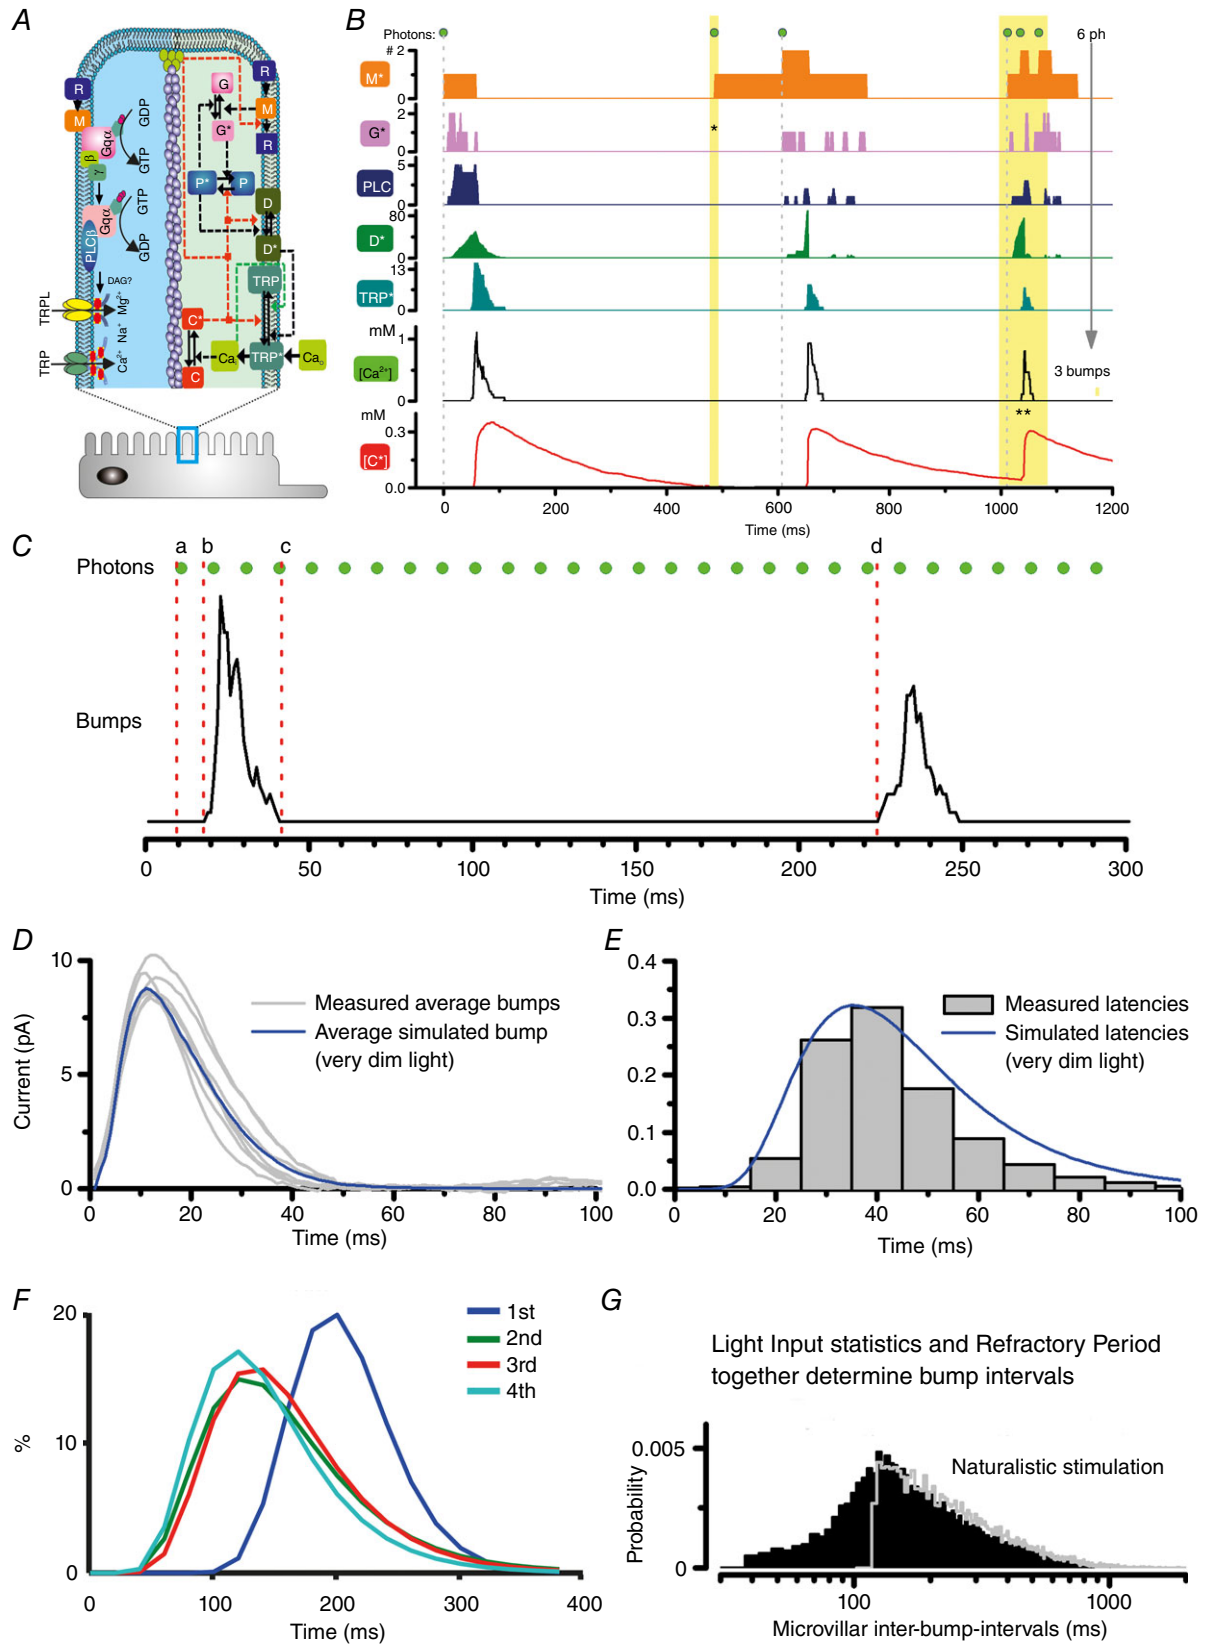 A
R
M
Gqα
β
γ
GDP
GTP
Gqα
PLCβ
GTP
GDP
DAG?
TRPL
TRP
Mg2+
Na+
Ca2+
R
G
M
G*
R
P*
P
D
D*
TRP
C*
Ca
TRP*
Cao
C
B
Photons:
6 ph
# 2
M*
0
2
G*
*
0
5
PLC
0
80
D*
0
13
TRP*
0
mM
1
[Ca2+]
3 bumps
0
mM
**
0.3
[C*]
0.0
0 200 400 600 800 1000 1200
Time (ms)
C
a b c d
Photons
Bumps
0 50 100 150 200 250 300
Time (ms)
D
10
Measured average bumps
Average simulated bump
(very dim light)
5
Current (pA)
0
0 20 40 60 80 100
Time (ms)
E
0.4
Measured latencies
0.3
Simulated latencies
(very dim light)
0.2
0.1
0.0
0 20 40 60 80 100
Time (ms)
F
20
1st
2nd
3rd
4th
10
%
0
0 100 200 300 400
Time (ms)
G
Light Input statistics and Refractory Period
together determine bump intervals
0.005
Naturalistic stimulation
Probability
0
100 1000
Microvillar inter-bump-intervals (ms)